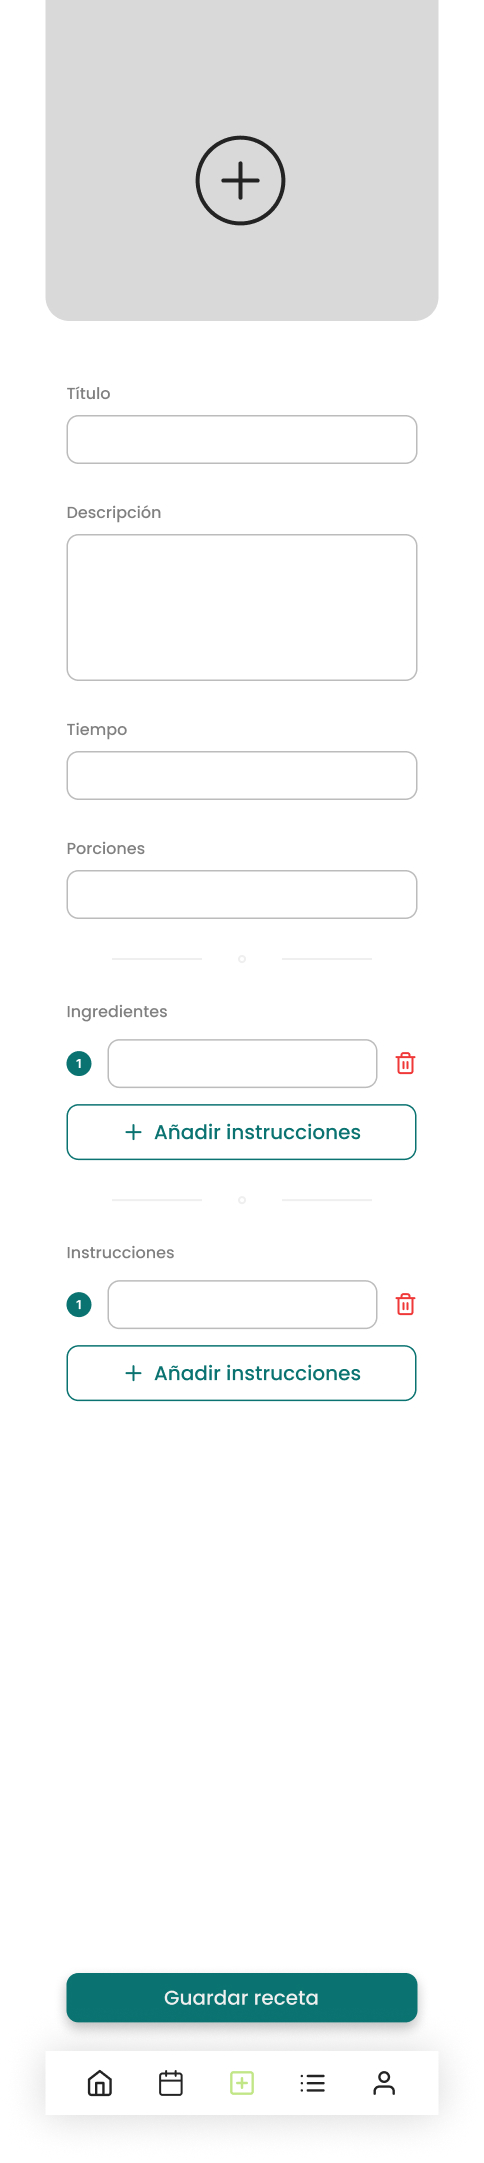 Título
Descripción
Tiempo
Porciones
Ingredientes
1
Añadir instrucciones
Instrucciones
1
Añadir instrucciones
Guardar receta